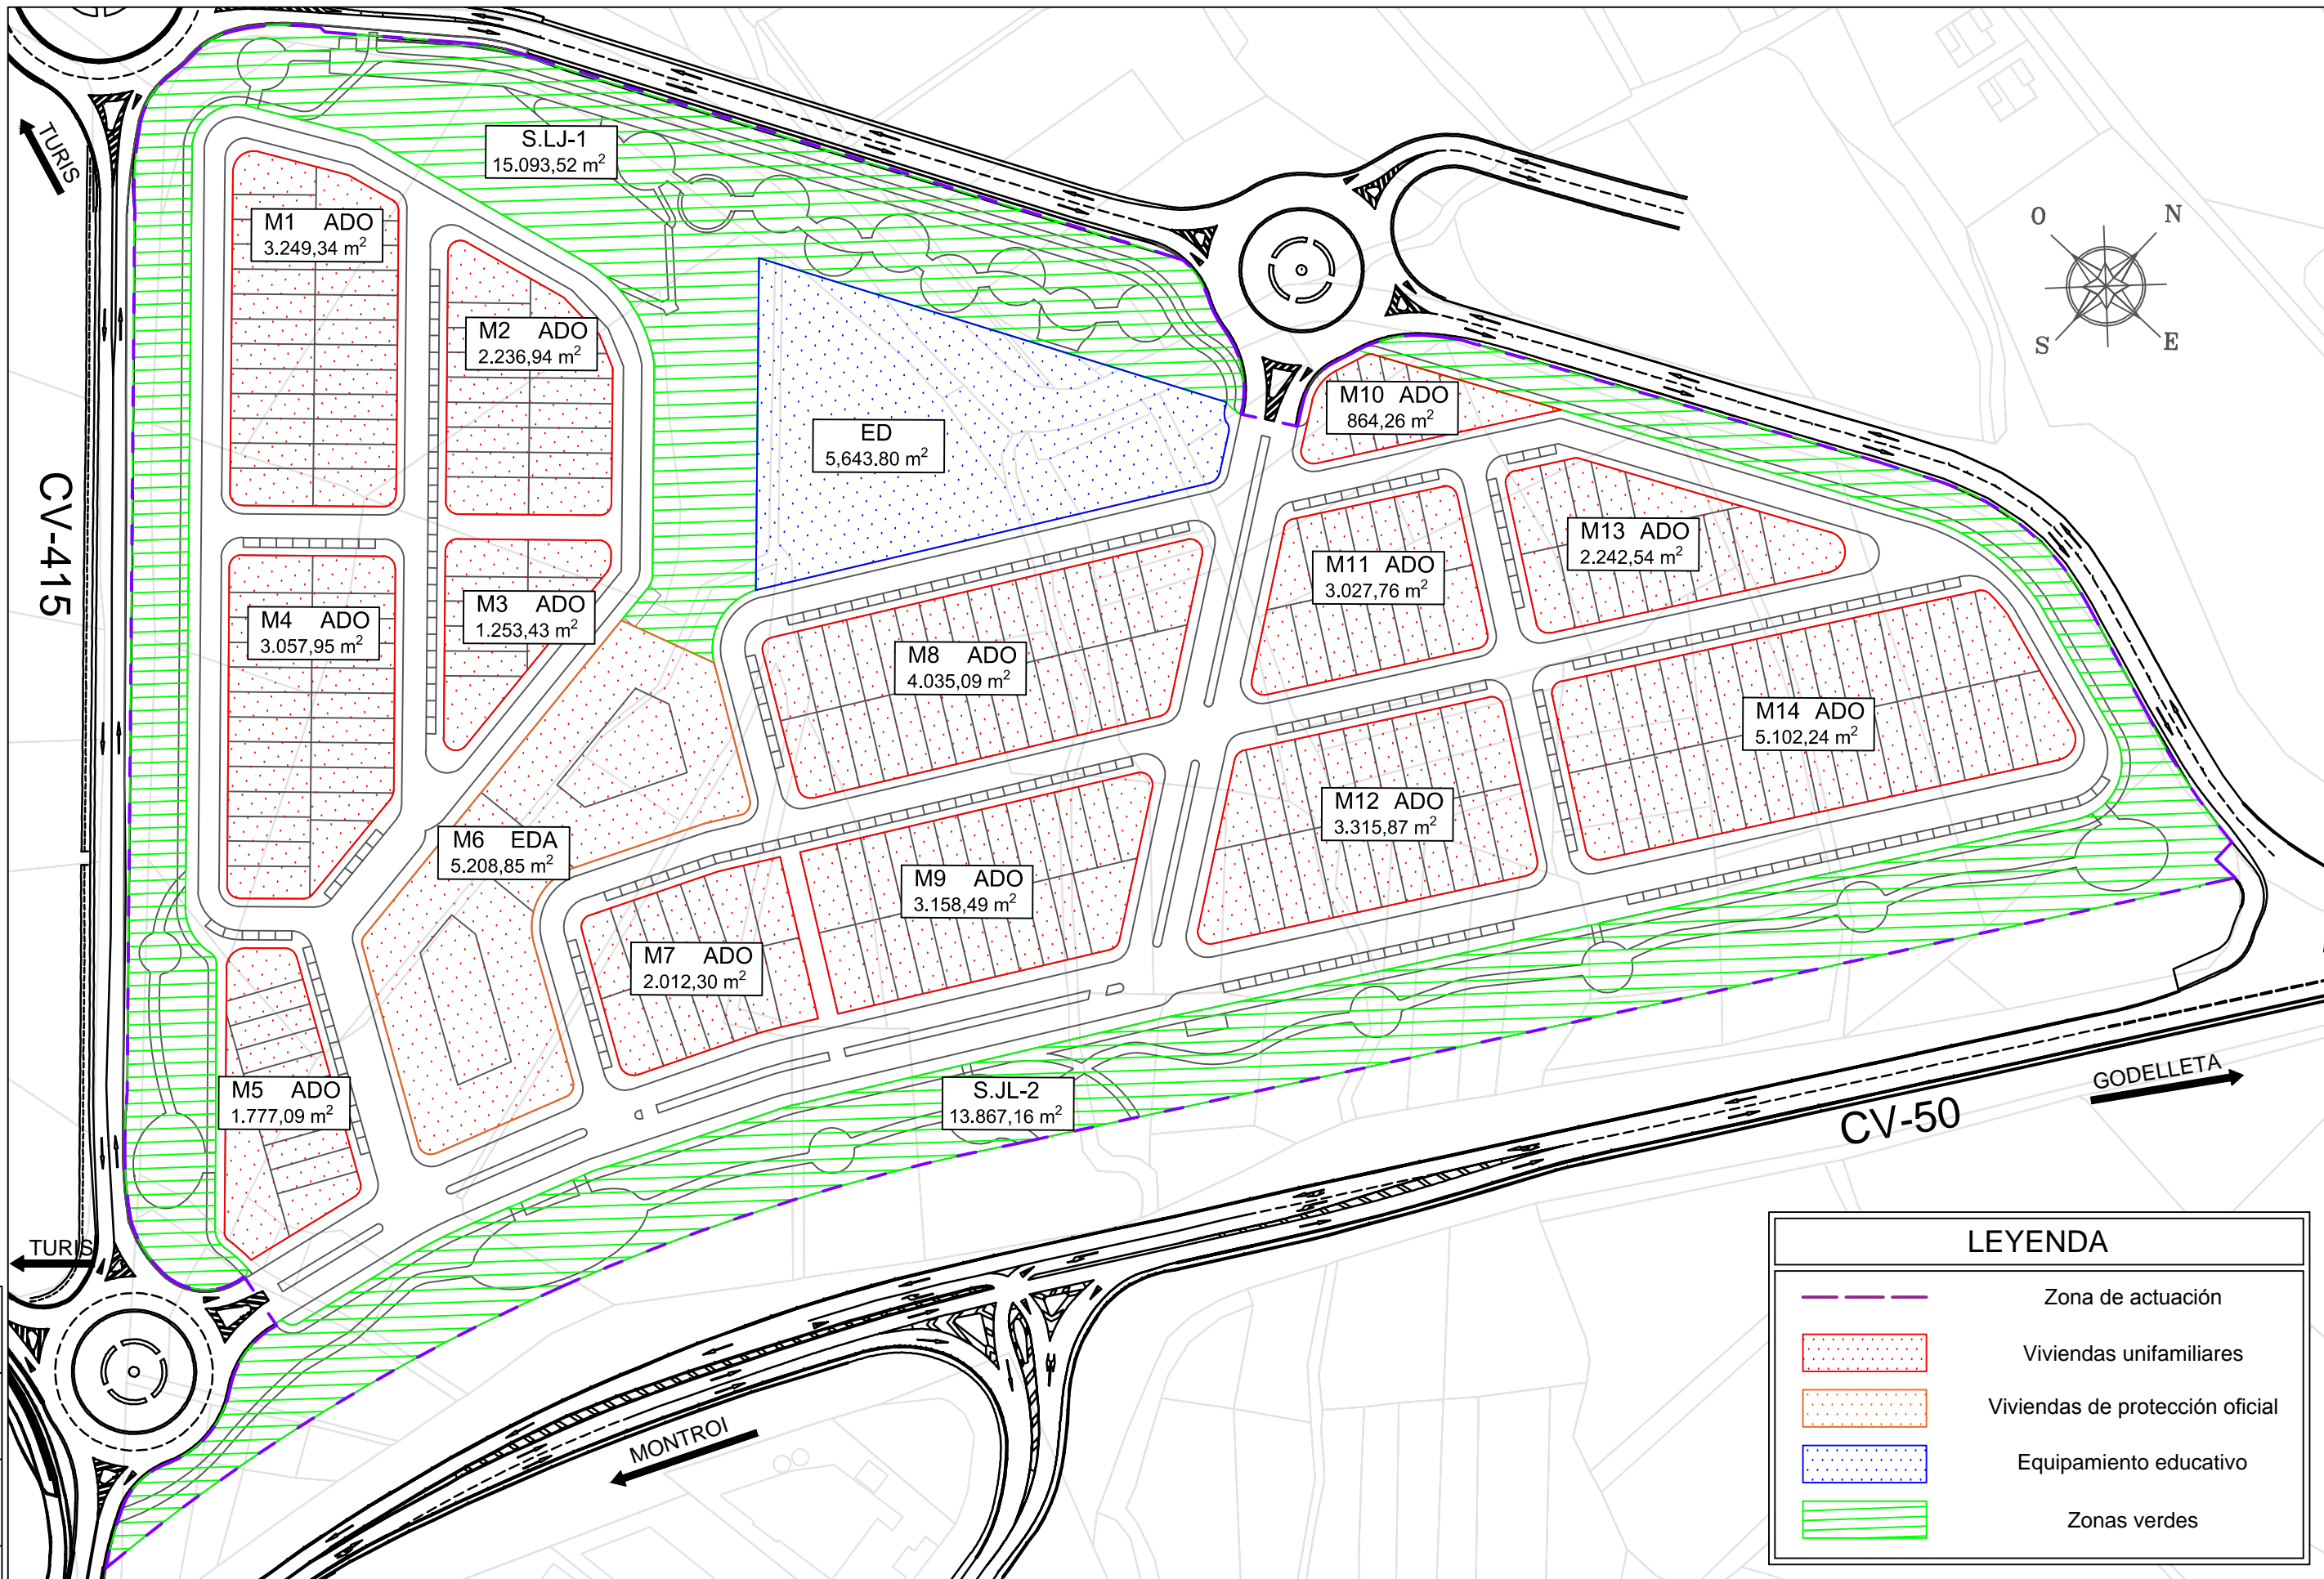 TURIS
CV-415
S.LJ-1
15.093,52 m²
M1 ADO
3.249,34 m²
M2 ADO
2.236,94 m²
M3 ADO
1.253,43 m²
M4 ADO
3.057,95 m²
ED
5,643.80 m²
M10 ADO
864,26 m²
M11 ADO
3.027,76 m²
M13 ADO
2.242,54 m²
M8 ADO
4.035,09 m²
M14 ADO
5.102,24 m²
M12 ADO
3.315,87 m²
M6 EDA
5.208,85 m²
M9 ADO
3.158,49 m²
M7 ADO
2.012,30 m²
M5 ADO
1.777,09 m²
S.JL-2
13.867,16 m²
O
N
S
E
GODELLETA
CV-50
TURIS
MONTROI
LEYENDA
Zona de actuación
Viviendas unifamiliares
Viviendas de protección oficial
Equipamiento educativo
Zonas verdes